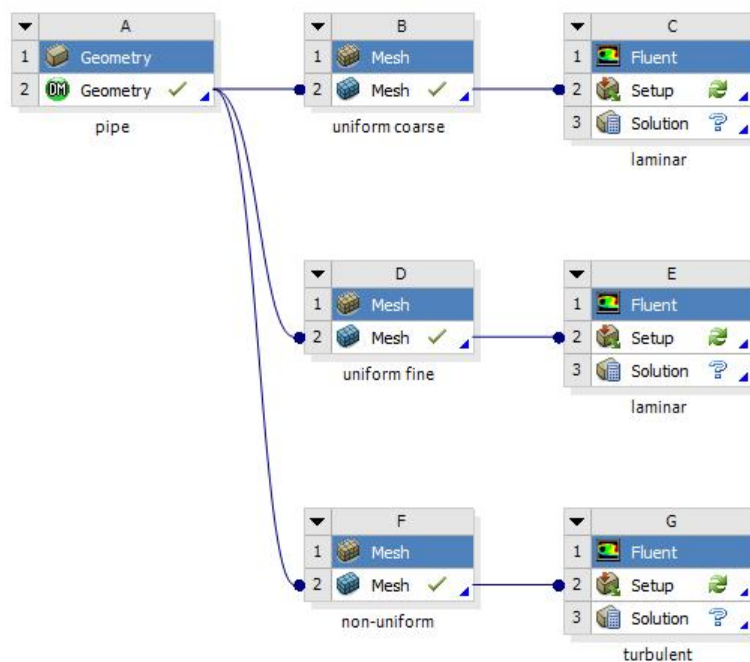 A
1 Geometry
2 DM Geometry
pipe
B
1 Mesh
2 Mesh
uniform coarse
C
1 Fluent
2 Setup
3 Solution ?
laminar
D
1 Mesh
2 Mesh
uniform fine
E
1 Fluent
2 Setup
3 Solution ?
laminar
F
1 Mesh
2 Mesh
non-uniform
G
1 Fluent
2 Setup
3 Solution ?
turbulent